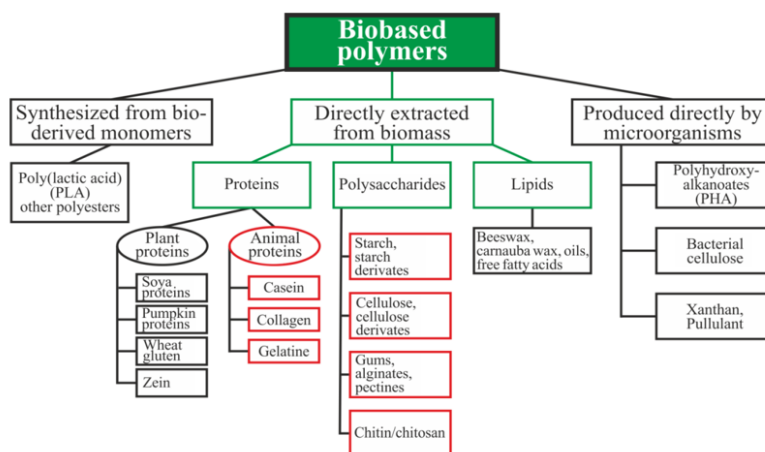 Biobased
polymers
Synthesized from bio-
derived monomers
Directly extracted
from biomass
Produced directly by
microorganisms
Poly(lactic acid)
(PLA)
other polyesters
Proteins
Polysaccharides
Lipids
Polyhydroxy-
alkanoates
(PHA)
Plant
proteins
Animal
proteins
Starch,
starch
derivates
Beeswax,
carnauba wax, oils,
free fatty acids
Bacterial
cellulose
Soya
proteins
Casein
Pumpkin
proteins
Collagen
Cellulose,
cellulose
derivates
Xanthan,
Pullulant
Wheat
gluten
Gelatine
Gums,
alginates,
pectines
Zein
Chitin/chitosan